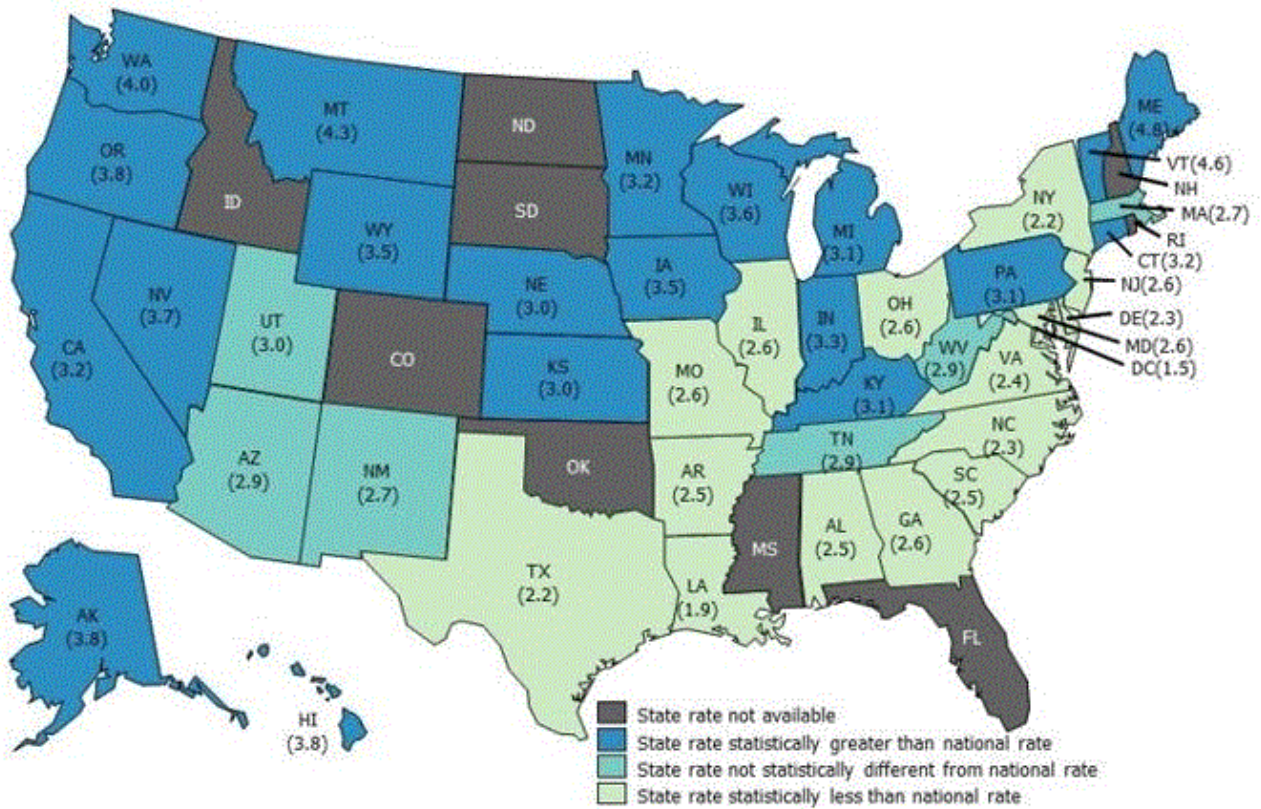 WA
(4.0)
MT
(4.3)
ND
ME
(4.8)
OR
(3.8)
MN
(3.2)
VT(4.6)
WI
(3.6)
NH
ID
SD
NY
(2.2)
MA(2.7)
WY
(3.5)
MI
(3.1)
RI
CT(3.2)
IA
(3.5)
PA
(3.1)
NJ(2.6)
NV
(3.7)
NE
(3.0)
UT
(3.0)
IL
(2.6)
IN
(3.3)
OH
(2.6)
DE(2.3)
CA
(3.2)
MD(2.6)
WV
(2.9)
VA
(2.4)
DC(1.5)
CO
KS
(3.0)
MO
(2.6)
KY
(3.1)
NC
(2.3)
AZ
(2.9)
NM
(2.7)
OK
AR
(2.5)
TN
(2.9)
SC
(2.5)
MS
AL
(2.5)
GA
(2.6)
TX
(2.2)
LA
(1.9)
AK
(3.8)
FL
HI
(3.8)
State rate not available
State rate statistically greater than national rate
State rate not statistically different from national rate
State rate statistically less than national rate